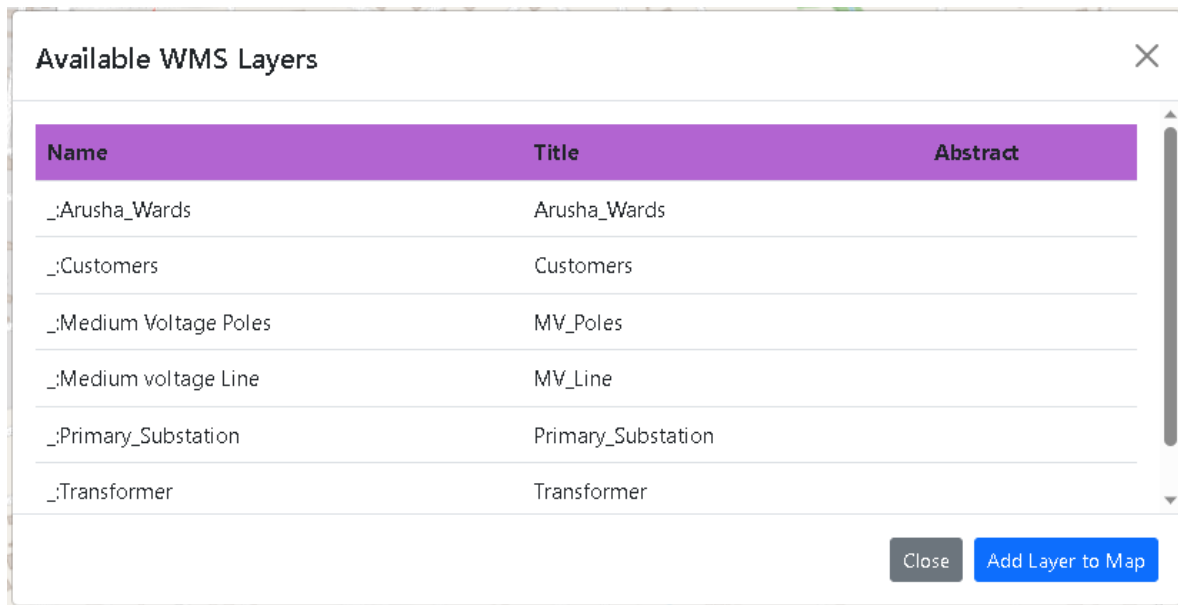 Available WMS Layers
Name Title Abstract
_:Arusha_Wards Arusha_Wards
_:Customers Customers
_:Medium Voltage Poles MV_Poles
_:Medium voltage Line MV_Line
_:Primary_Substation Primary_Substation
_:Transformer Transformer
Close Add Layer to Map